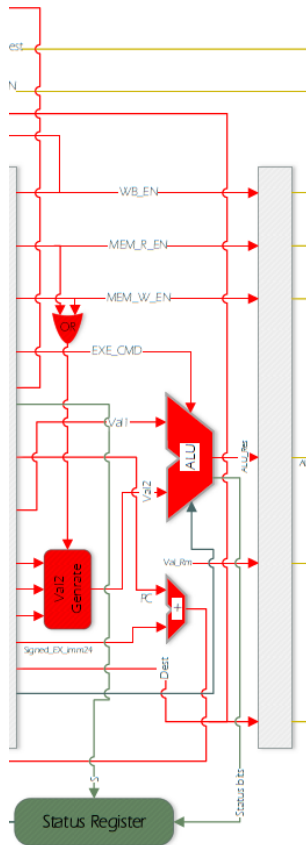 est
N
WB_EN
MEM_R_EN
MEM_W_EN
OR
EXE_CMD
Val1
ALU
ALU_Res
Val2
Val_Rm
Val2
Genrate
PC
+
Signed_EX_imm24
Dest
S
Status bits
Status Register